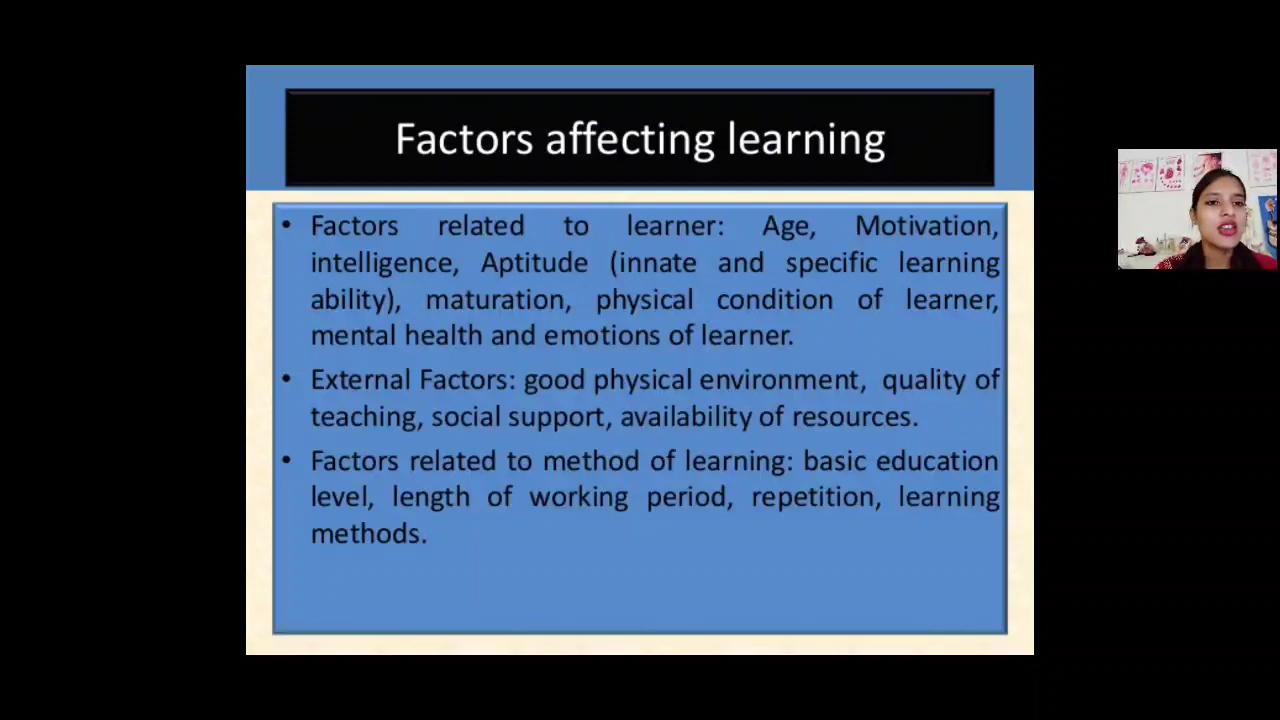 Factors affecting learning
• Factors related to learner: Age, Motivation,
intelligence, Aptitude (innate and specific learning
ability), maturation, physical condition of learner,
mental health and emotions of learner.
• External Factors: good physical environment, quality of
teaching, social support, availability of resources.
• Factors related to method of learning: basic education
level, length of working period, repetition, learning
methods.